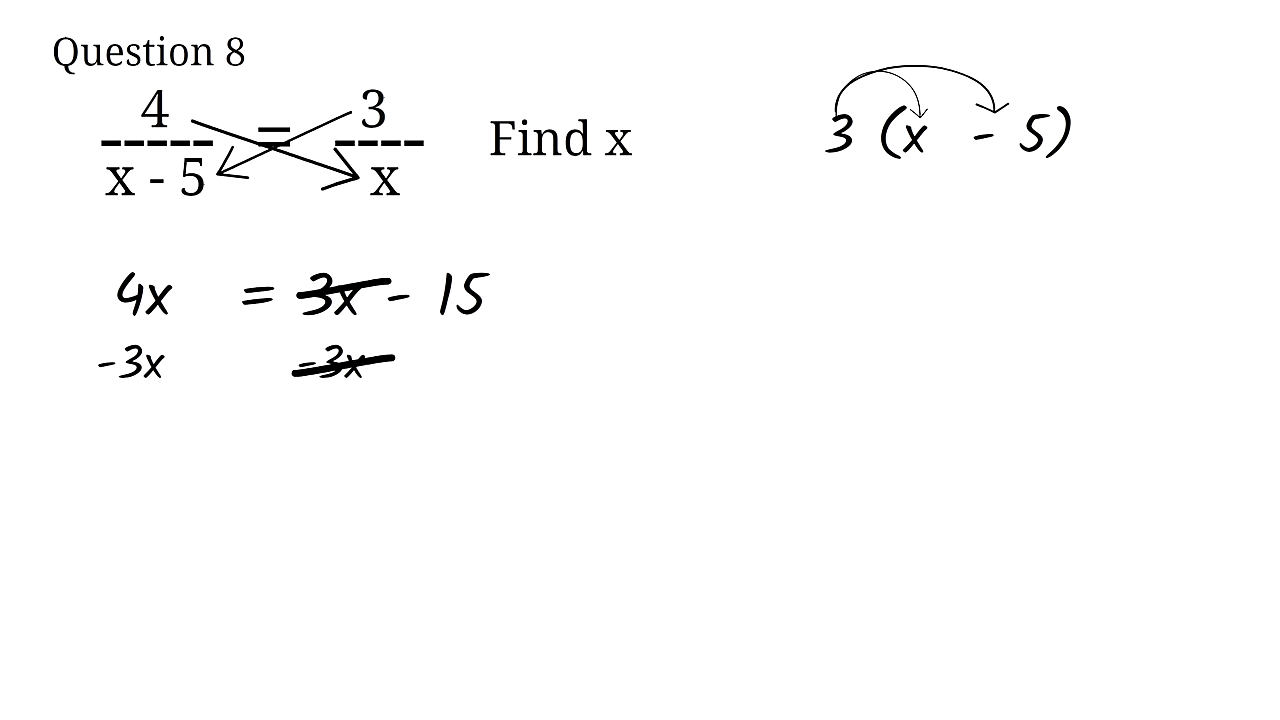 Question 8
4 = 3
----- ----
x - 5 x
Find x
3 (x - 5)
4x = 3x - 15
-3x -3x